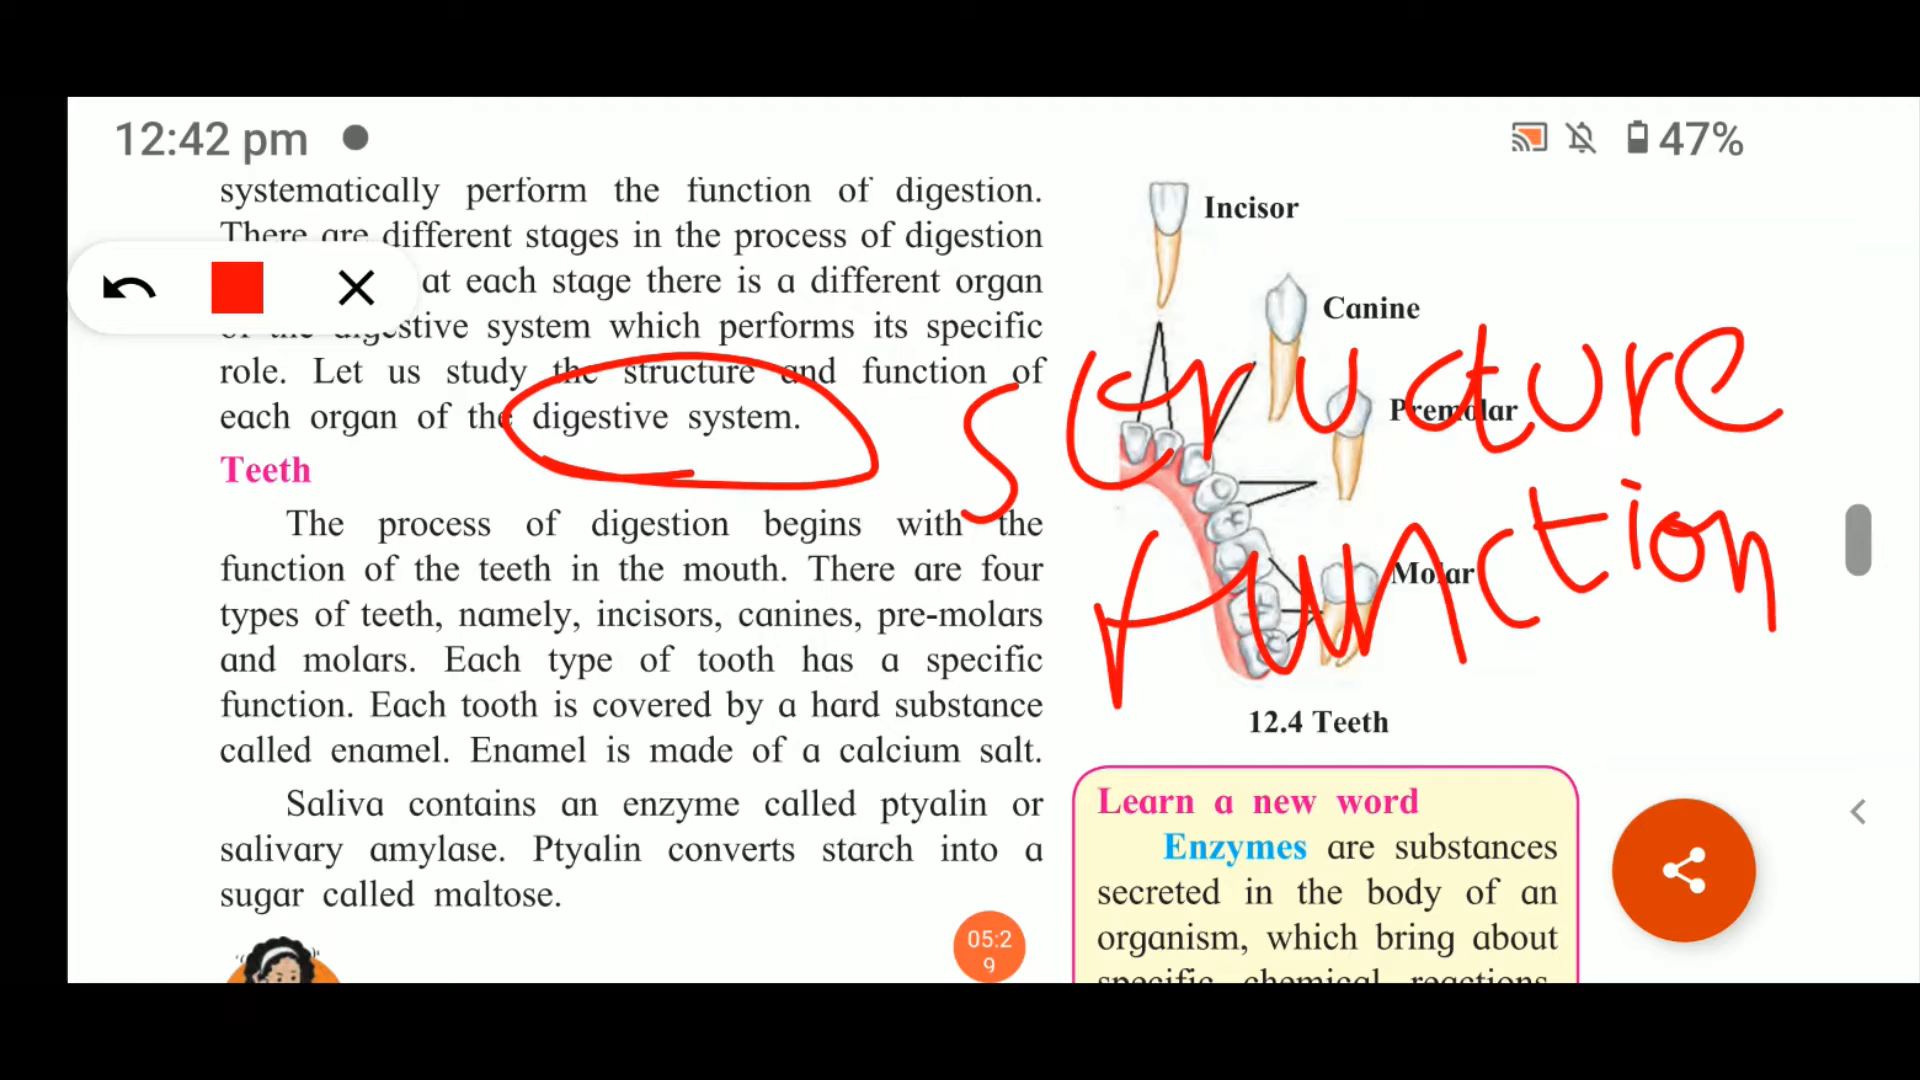 12:42 pm
47%
systematically perform the function of digestion.
There are different stages in the process of digestion
at each stage there is a different organ
of the digestive system which performs its specific
role. Let us study the structure and function of
each organ of the digestive system.
Teeth
The process of digestion begins with the
function of the teeth in the mouth. There are four
types of teeth, namely, incisors, canines, pre-molars
and molars. Each type of tooth has a specific
function. Each tooth is covered by a hard substance
called enamel. Enamel is made of a calcium salt.
Saliva contains an enzyme called ptyalin or
salivary amylase. Ptyalin converts starch into a
sugar called maltose.
05:2
9
Incisor
Canine
Premolar
Molar
structure
function
12.4 Teeth
Learn a new word
Enzymes are substances
secreted in the body of an
organism, which bring about
specific chemical reactions.